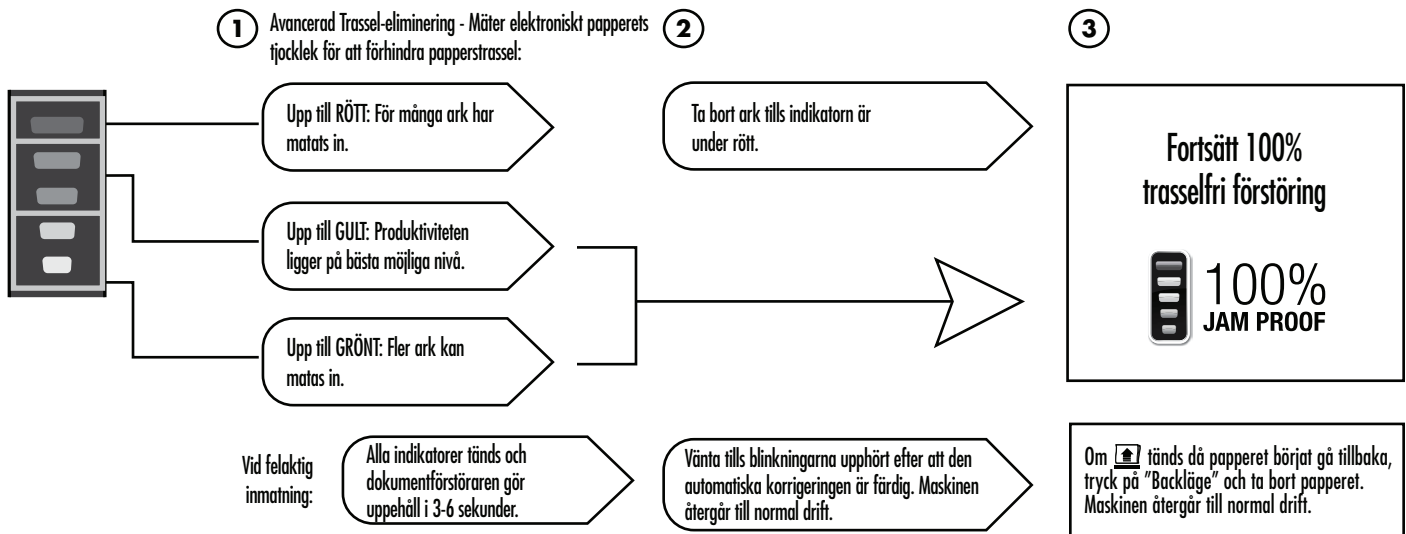 1
Avancerad Trassel-eliminering - Mäter elektroniskt papperets
tjocklek för att förhindra papperstrassel:
2
3
Upp till RÖTT: För många ark har
matats in.
Ta bort ark tills indikatorn är
under rött.
Fortsätt 100%
trasselfri förstöring
Upp till GULT: Produktiviteten
ligger på bästa möjliga nivå.
100%
JAM PROOF
Upp till GRÖNT: Fler ark kan
matas in.
Vid felaktig
inmatning:
Alla indikatorer tänds och
dokumentförstöraren gör
uppehåll i 3-6 sekunder.
Vänta tills blinkningarna upphört efter att den
automatiska korrigeringen är färdig. Maskinen
återgår till normal drift.
Om tänds då papperet börjat gå tillbaka,
tryck på ”Backläge” och ta bort papperet.
Maskinen återgår till normal drift.